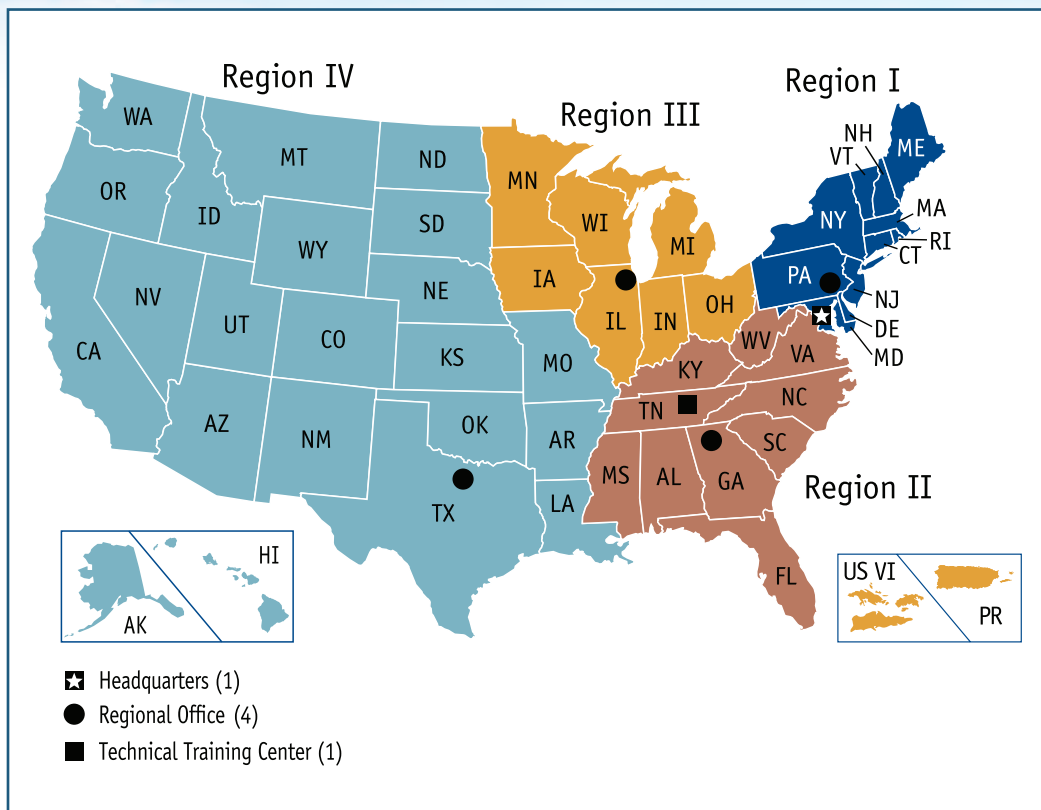 Region IV
Region III
Region I
WA
MT
ND
MN
NH
VT
ME
OR
ID
SD
WI
MI
NY
MA
RI
CT
WY
NE
IA
PA
NJ
NV
UT
CO
IL
IN
OH
DE
MD
CA
KS
MO
KY
WV
VA
AZ
NM
OK
AR
TN
NC
SC
TX
LA
MS
AL
GA
Region II
FL
HI
AK
US VI
PR
Headquarters (1)
Regional Office (4)
Technical Training Center (1)